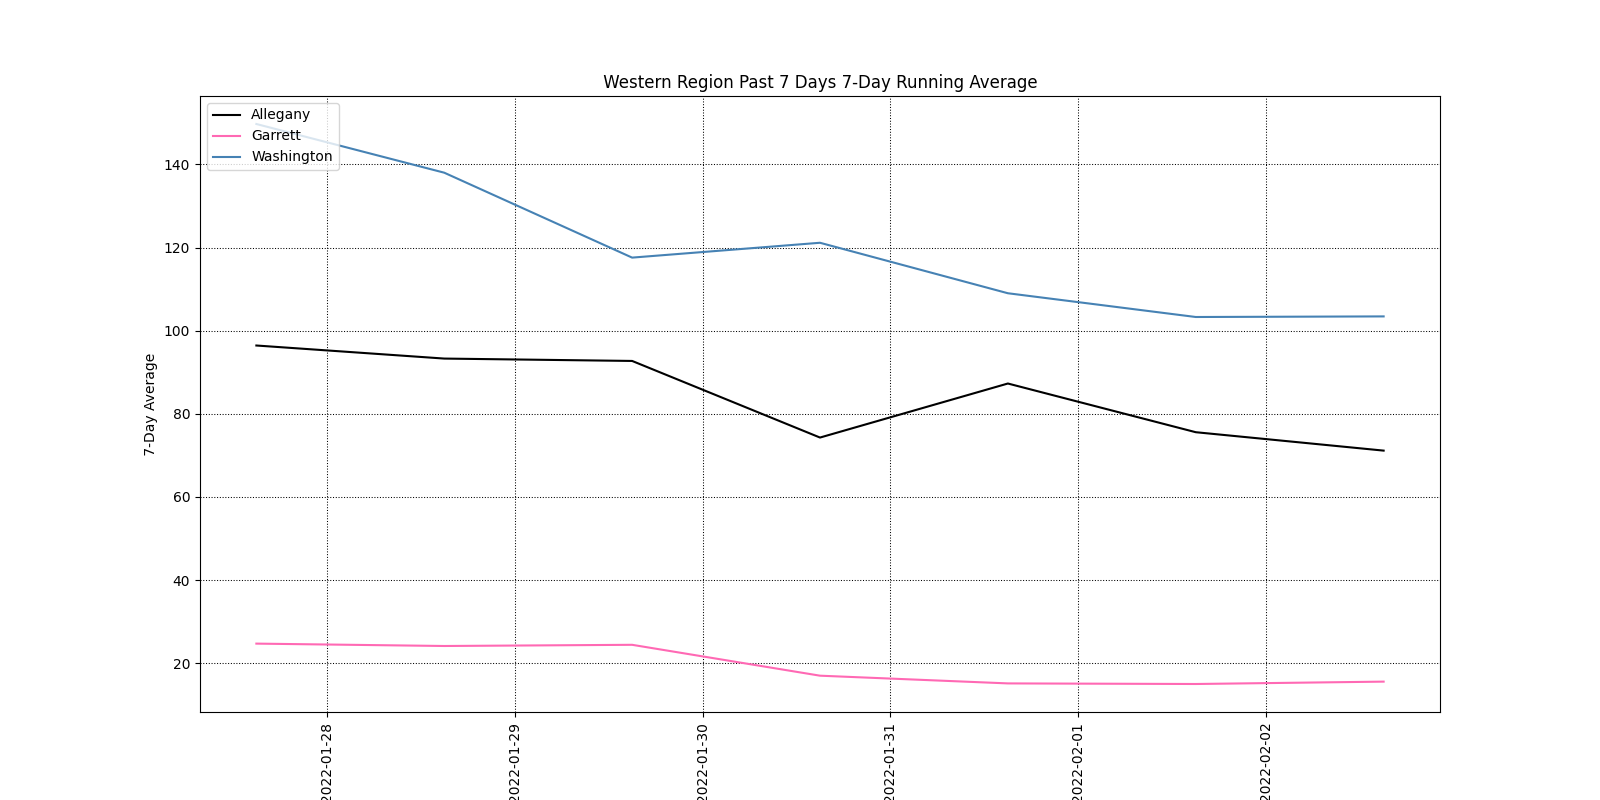 Western Region Past 7 Days 7-Day Running Average
Allegany
Garrett
Washington
7-Day Average
140
120
100
80
60
40
20
2022-01-28
2022-01-29
2022-01-30
2022-01-31
2022-02-01
2022-02-02